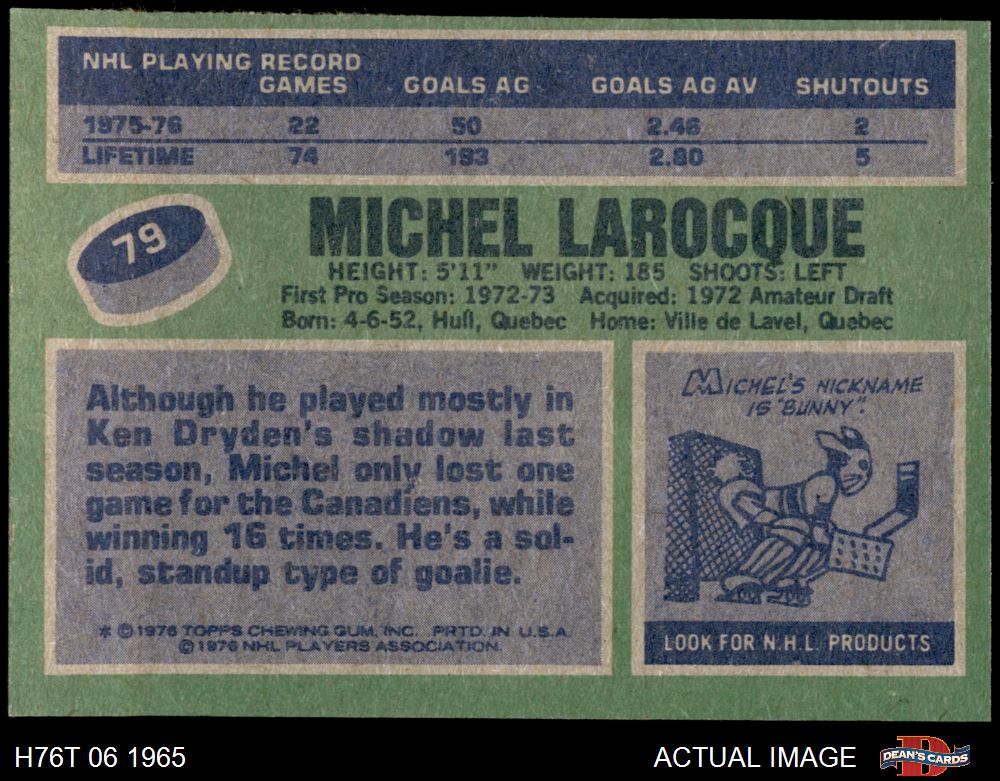 NHL PLAYING RECORD
GAMES GOALS AG GOALS AG AV SHUTOUTS
1975-76 22 50 2.46 2
LIFETIME 74 193 2.80 5
79
MICHEL LAROCQUE
HEIGHT: 5'11" WEIGHT: 185 SHOOTS: LEFT
First Pro Season: 1972-73 Acquired: 1972 Amateur Draft
Born: 4-6-52, Hull, Quebec Home: Ville de Lavel, Quebec
Although he played mostly in
Ken Dryden's shadow last
season, Michel only lost one
game for the Canadiens, while
winning 16 times. He's a sol-
id, standup type of goalie.
* © 1976 TOPPS CHEWING GUM, INC. PRTD. IN U.S.A.
© 1976 NHL PLAYERS ASSOCIATION.
MICHEL'S NICKNAME
IS "BUNNY".
LOOK FOR N.H.L. PRODUCTS
H76T 06 1965 ACTUAL IMAGE DEAN'S CARDS